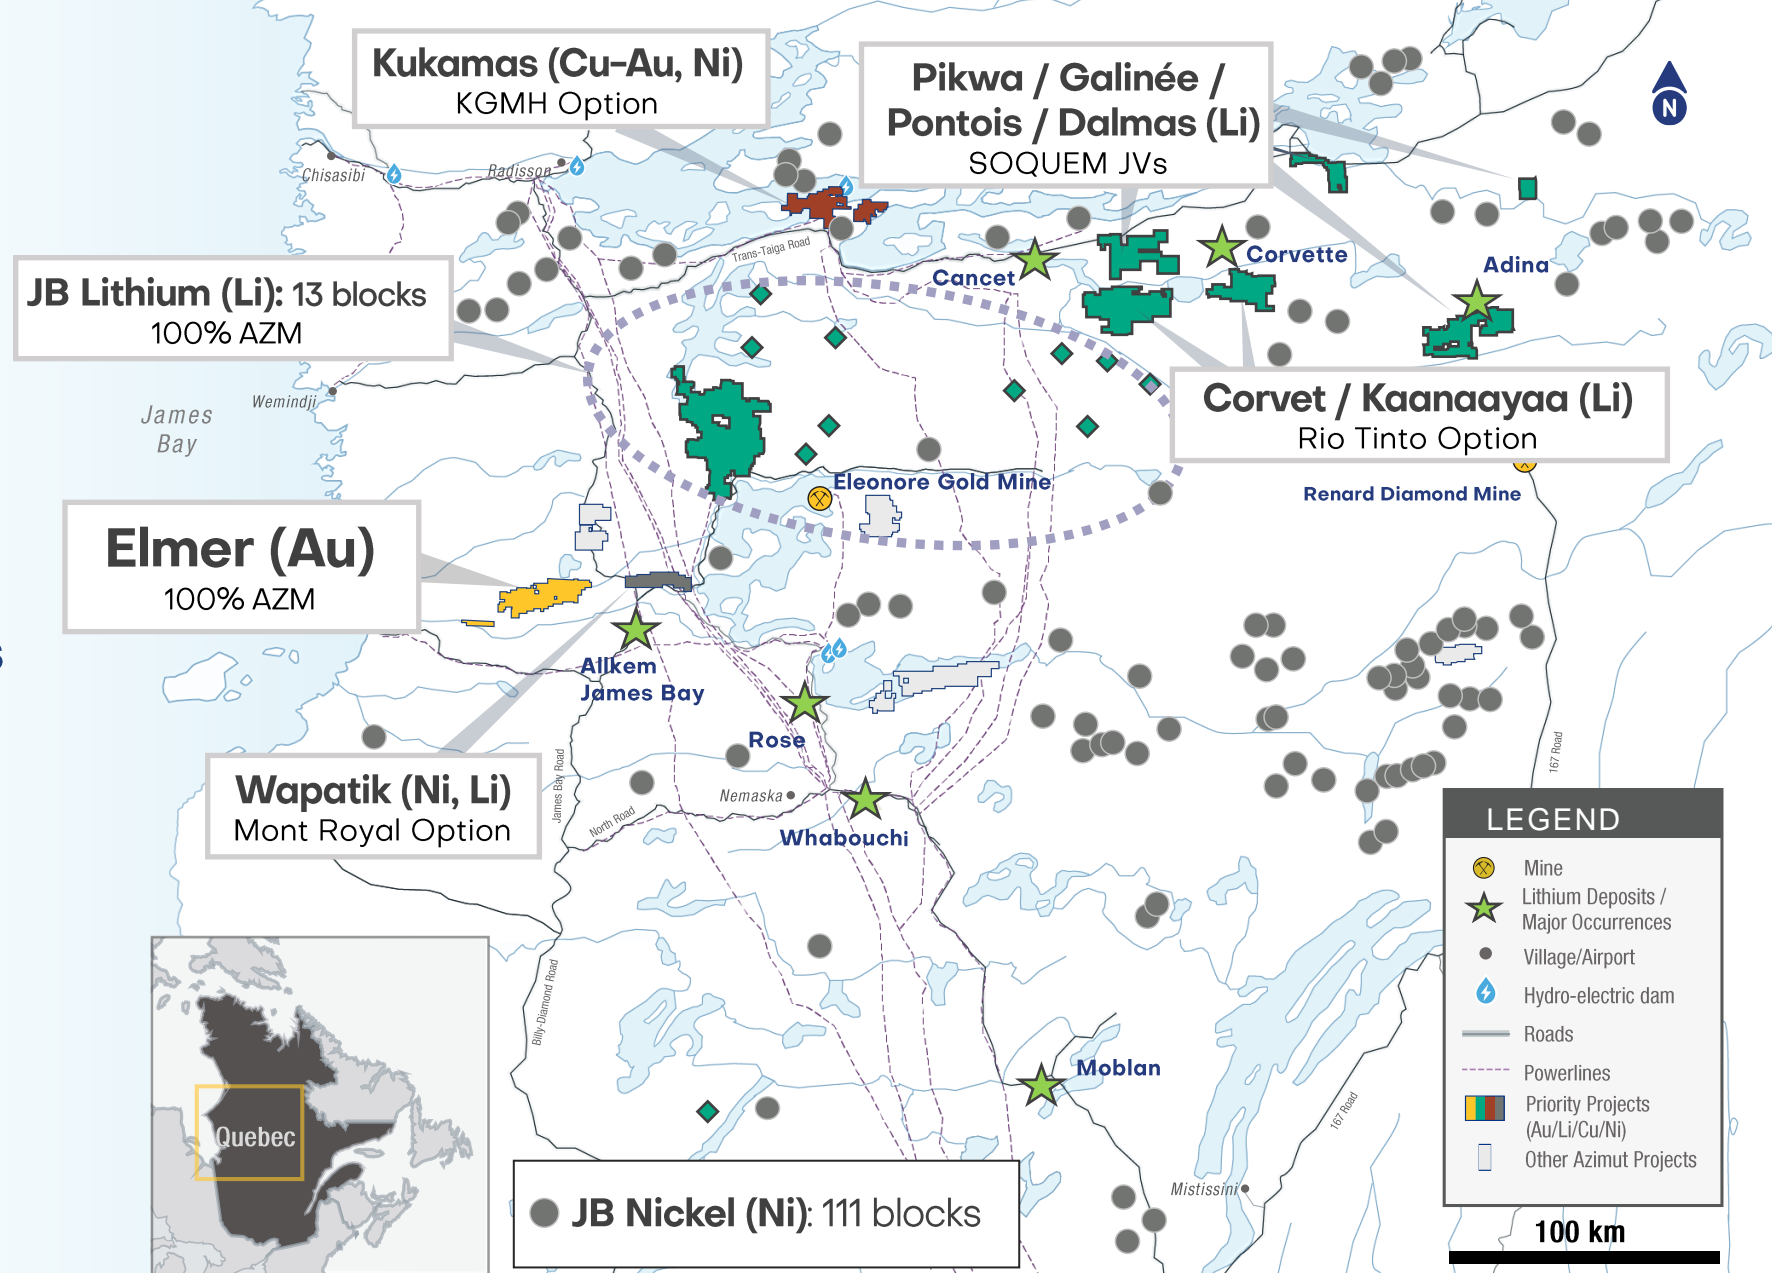 Kukamas (Cu-Au, Ni)
KGMH Option
Pikwa / Galinée /
Pontois / Dalmas (Li)
SOQUEM JVs
N
Chisasibi
Radisson
Trans-Taiga Road
Cancet
Corvette
Adina
JB Lithium (Li): 13 blocks
100% AZM
Wemindji
James
Bay
Corvet / Kaanaayaa (Li)
Rio Tinto Option
Eleonore Gold Mine
Renard Diamond Mine
Elmer (Au)
100% AZM
Allkem
James Bay
Rose
Wapatik (Ni, Li)
Mont Royal Option
James Bay Road
Nemaska
North Road
Whabouchi
167 Road
LEGEND
Mine
Lithium Deposits /
Major Occurrences
Village/Airport
Hydro-electric dam
Roads
Powerlines
Priority Projects
(Au/Li/Cu/Ni)
Other Azimut Projects
100 km
Billy-Diamond Road
Quebec
Moblan
167 Road
Mistissini
JB Nickel (Ni): 111 blocks